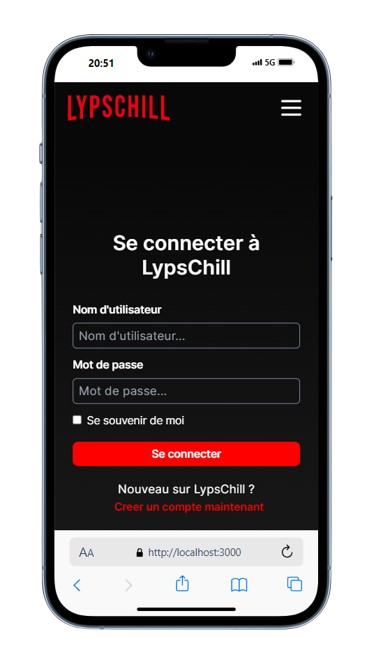 20:51
5G
LYPSCHILL
Se connecter à
LypsChill
Nom d'utilisateur
Nom d'utilisateur...
Mot de passe
Mot de passe...
Se souvenir de moi
Se connecter
Nouveau sur LypsChill ?
Creer un compte maintenant
AA http://localhost:3000